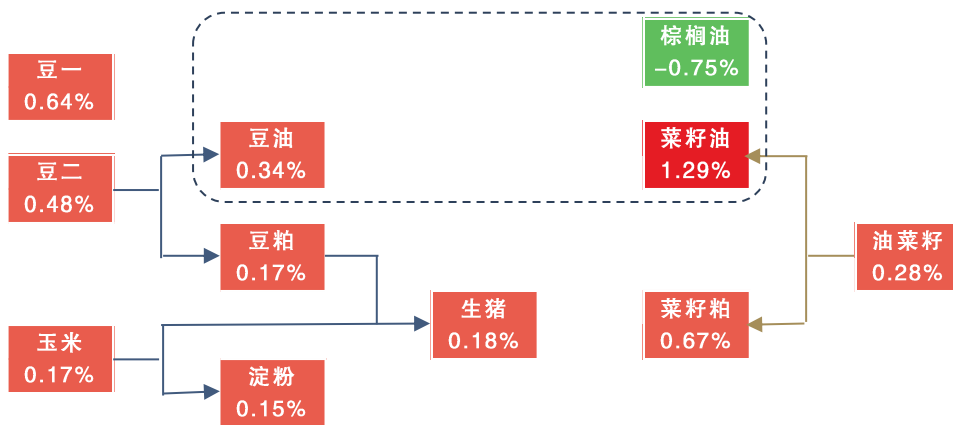 棕榈油
-0.75%
豆一
0.64%
豆油
0.34%
菜籽油
1.29%
豆二
0.48%
豆粕
0.17%
油菜籽
0.28%
生猪
0.18%
菜籽粕
0.67%
玉米
0.17%
淀粉
0.15%